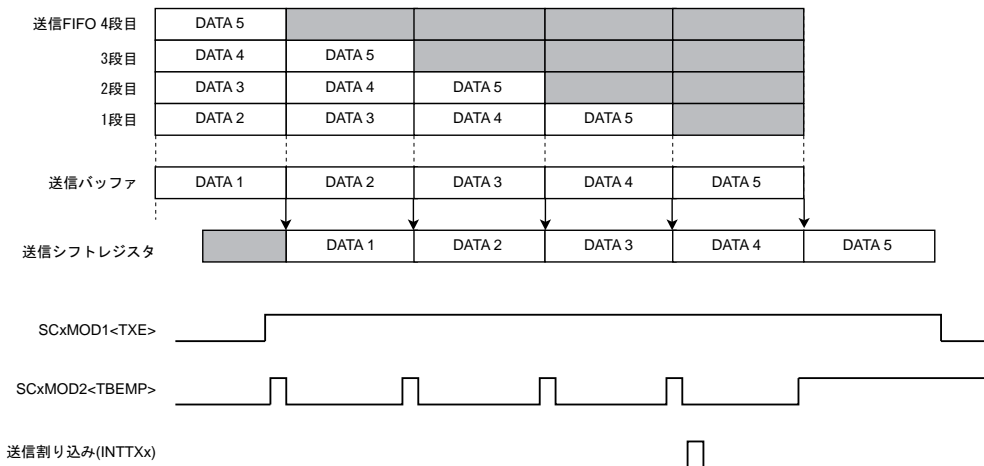 送信FIFO 4段目 DATA 5
3段目 DATA 4 DATA 5
2段目 DATA 3 DATA 4 DATA 5
1段目 DATA 2 DATA 3 DATA 4 DATA 5
送信バッファ DATA 1 DATA 2 DATA 3 DATA 4 DATA 5
送信シフトレジスタ DATA 1 DATA 2 DATA 3 DATA 4 DATA 5
SCxMOD1<TXE>
SCxMOD2<TBEMP>
送信割り込み(INTTXx)